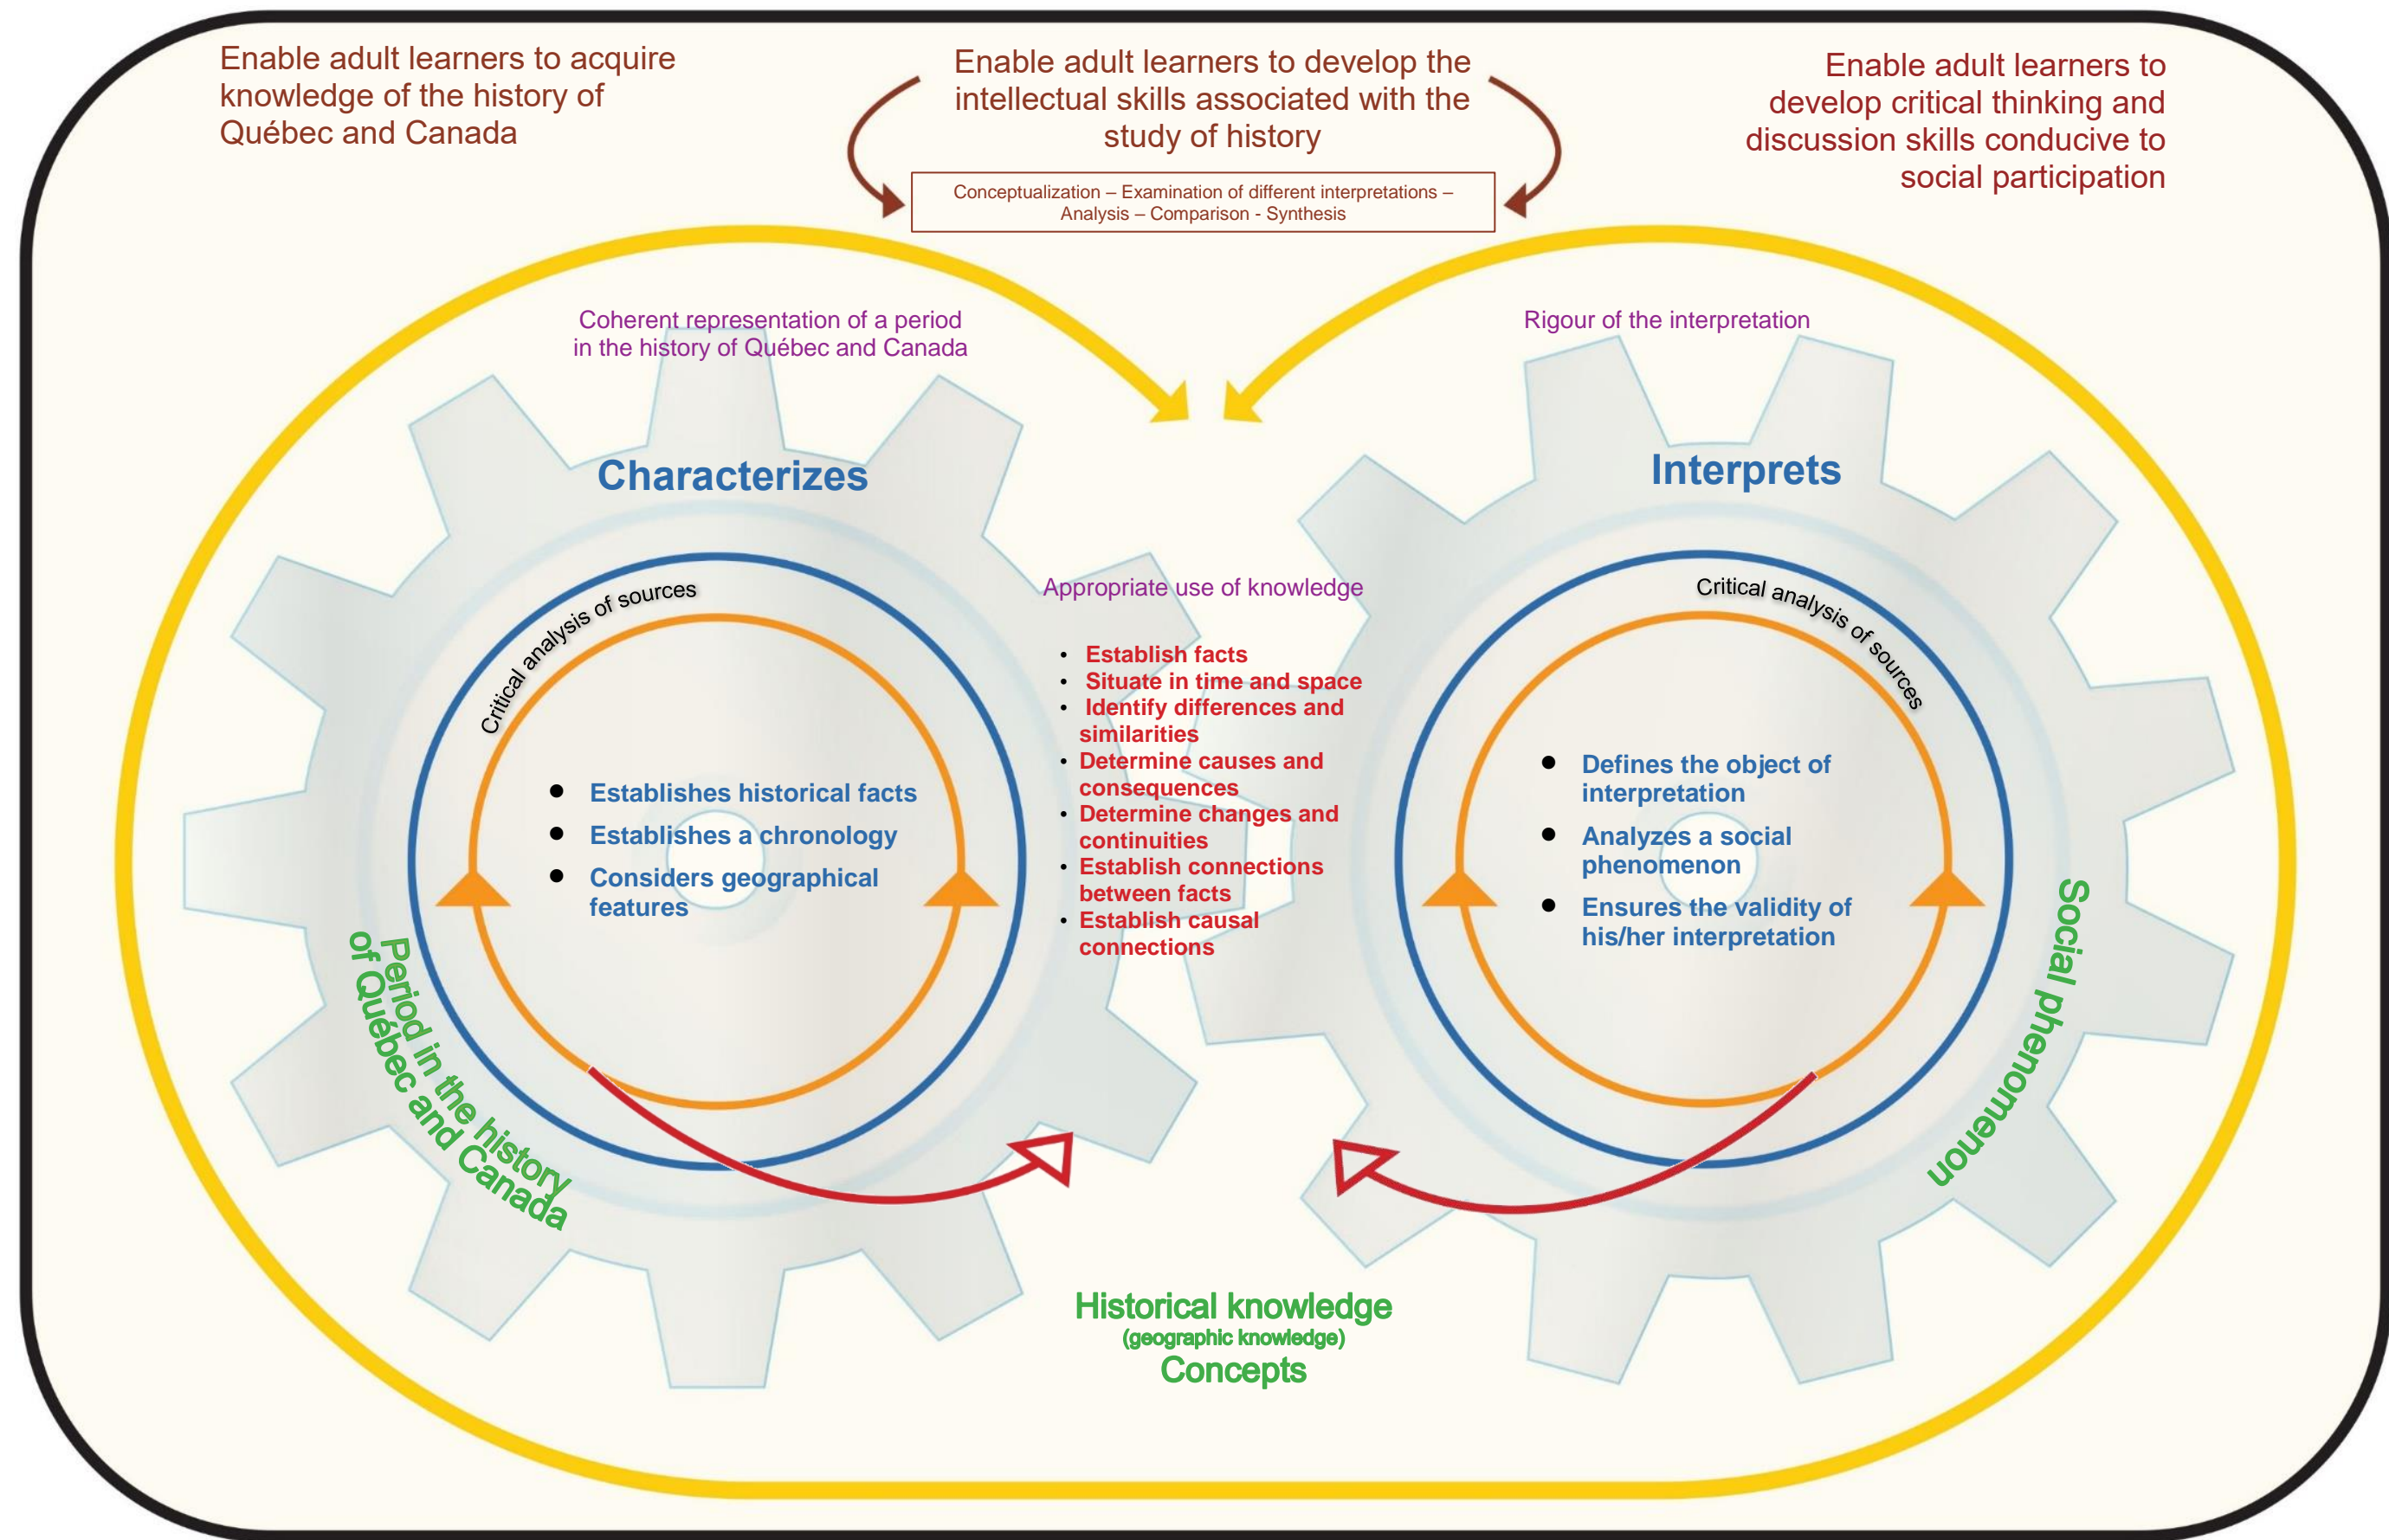 Enable adult learners to acquire
knowledge of the history of
Québec and Canada
Enable adult learners to develop the
intellectual skills associated with the
study of history
Conceptualization – Examination of different interpretations –
Analysis – Comparison - Synthesis
Enable adult learners to
develop critical thinking and
discussion skills conducive to
social participation
Coherent representation of a period
in the history of Québec and Canada
Rigour of the interpretation
Characterizes
Critical analysis of sources
• Establishes historical facts
• Establishes a chronology
• Considers geographical
features
Period in the history
of Québec and Canada
Appropriate use of knowledge
• Establish facts
• Situate in time and space
• Identify differences and
similarities
• Determine causes and
consequences
• Determine changes and
continuities
• Establish connections
between facts
• Establish causal
connections
Interprets
Critical analysis of sources
• Defines the object of
interpretation
• Analyzes a social
phenomenon
• Ensures the validity of
his/her interpretation
Social phenomenon
Historical knowledge
(geographic knowledge)
Concepts